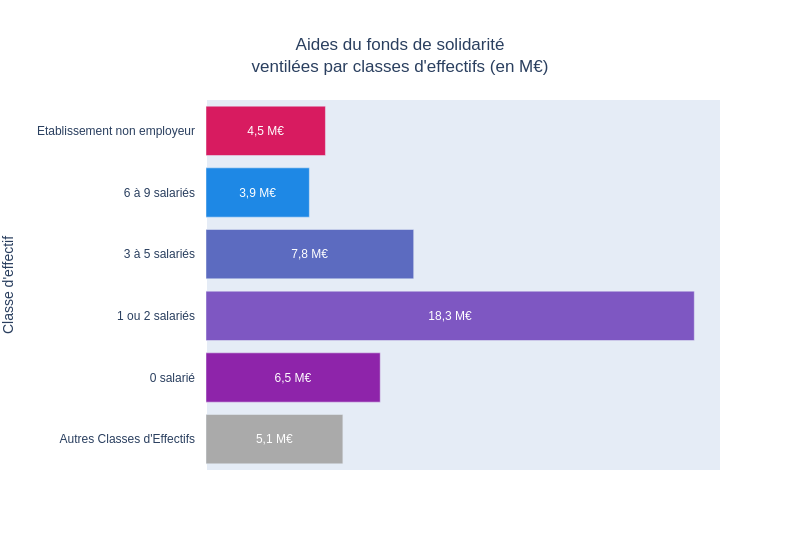 Aides du fonds de solidarité
ventilées par classes d'effectifs (en M€)
Classe d'effectif
Etablissement non employeur
4,5 M€
6 à 9 salariés
3,9 M€
3 à 5 salariés
7,8 M€
1 ou 2 salariés
18,3 M€
0 salarié
6,5 M€
Autres Classes d'Effectifs
5,1 M€